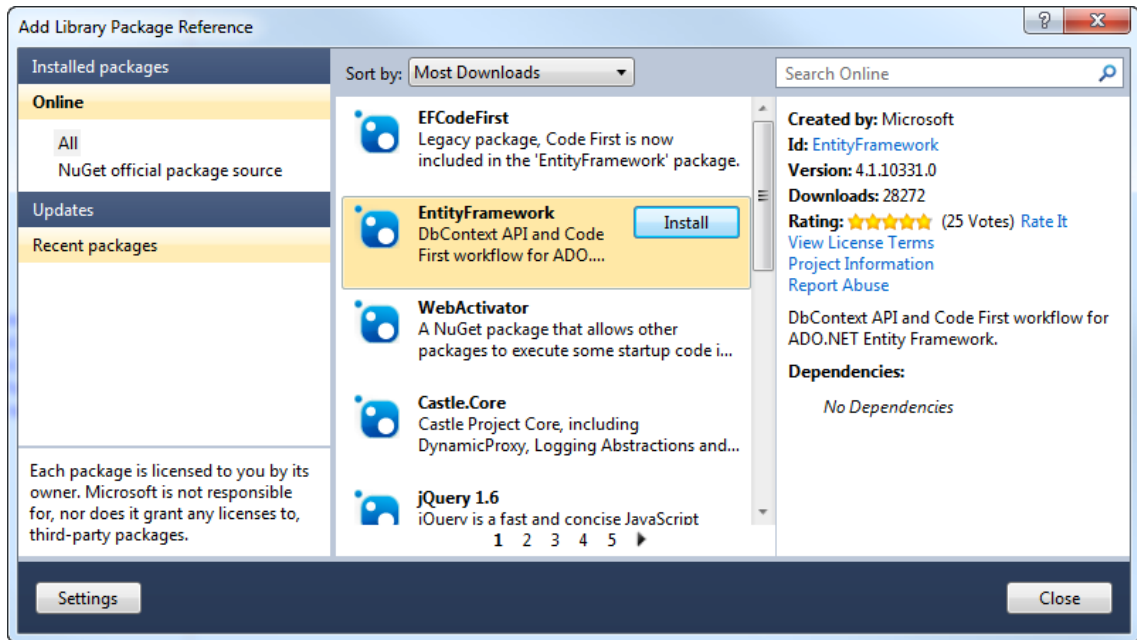 Add Library Package Reference
Installed packages
Online
All
NuGet official package source
Updates
Recent packages
Each package is licensed to you by its
owner. Microsoft is not responsible
for, nor does it grant any licenses to,
third-party packages.
Sort by: Most Downloads
EFCodeFirst
Legacy package, Code First is now
included in the 'EntityFramework' package.
EntityFramework
DbContext API and Code
First workflow for ADO....
Install
WebActivator
A NuGet package that allows other
packages to execute some startup code i...
Castle.Core
Castle Project Core, including
DynamicProxy, Logging Abstractions and...
jQuery 1.6
jQuery is a fast and concise JavaScript
1 2 3 4 5
Search Online
Created by: Microsoft
Id: EntityFramework
Version: 4.1.10331.0
Downloads: 28272
Rating: (25 Votes) Rate It
View License Terms
Project Information
Report Abuse
DbContext API and Code First workflow for
ADO.NET Entity Framework.
Dependencies:
No Dependencies
Settings
Close